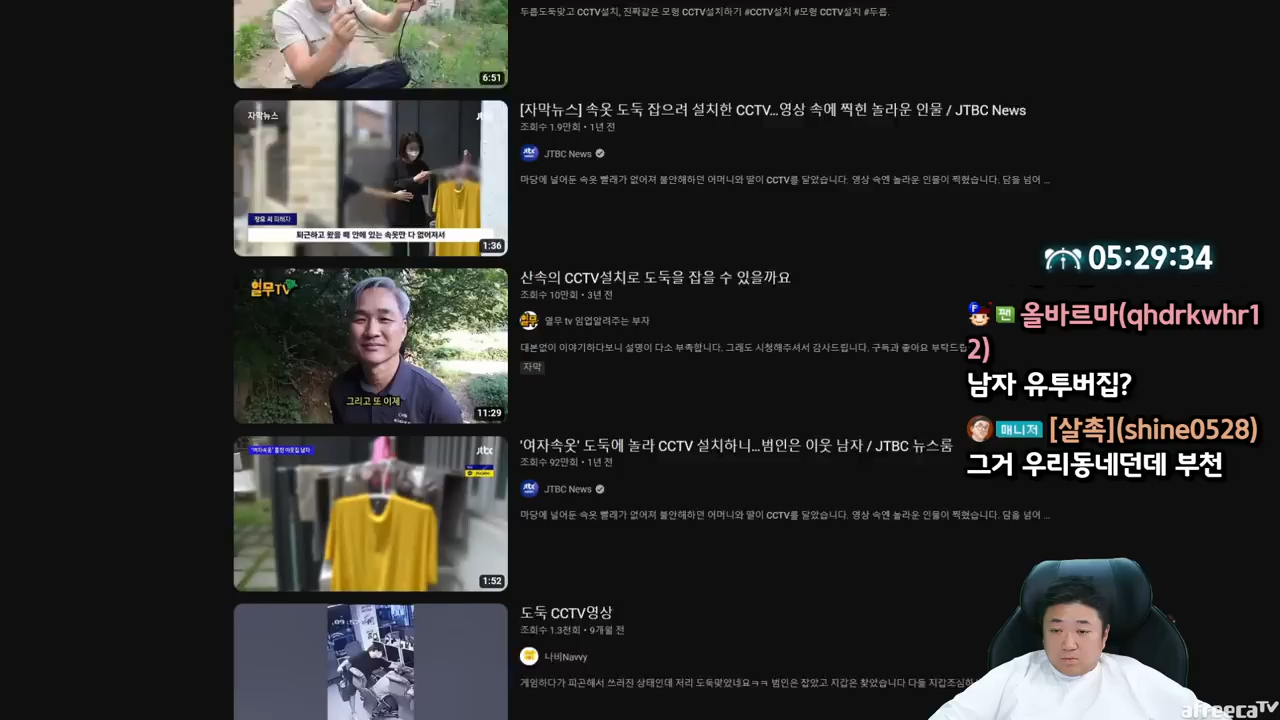 두릅도둑맞고 CCTV설치, 진짜같은 모형 CCTV설치하기 #CCTV설치 #모형 CCTV설치 #두릅.
6:51
자막뉴스
[자막뉴스] 속옷 도둑 잡으려 설치한 CCTV…영상 속에 찍힌 놀라운 인물 / JTBC News
조회수 1.9만회 • 1년 전
JTBC News
마당에 널어둔 속옷 빨래가 없어져 불안해하던 어머니와 딸이 CCTV를 달았습니다. 영상 속엔 놀라운 인물이 찍혔습니다. 담을 넘어 ...
퇴근하고 왔을 때 안에 있는 속옷만 다 없어져서
1:36
열무TV
산속의 CCTV설치로 도둑을 잡을 수 있을까요
조회수 10만회 • 3년 전
열무 tv 임업알려주는 부자
대본없이 이야기하다보니 설명이 다소 부족합니다. 그래도 시청해주셔서 감사드립니다. 구독과 좋아요 부탁드립
자막
그리고 또 이제
11:29
'여자속옷' 훔친 이웃집 남자
jtbc
'여자속옷' 도둑에 놀라 CCTV 설치하니…범인은 이웃 남자 / JTBC 뉴스룸
조회수 92만회 • 1년 전
JTBC News
마당에 널어둔 속옷 빨래가 없어져 불안해하던 어머니와 딸이 CCTV를 달았습니다. 영상 속엔 놀라운 인물이 찍혔습니다. 담을 넘어 ...
1:52
도둑 CCTV영상
조회수 1.3천회 • 9개월 전
나비Navvy
게임하다가 피곤해서 쓰러진 상태인데 저리 도둑맞았네요ㅋㅋ 범인은 잡았고 지갑은 찾았습니다 다들 지갑조심하
05:29:34
팬 올바르마(qhdrkwhr1
2)
남자 유투버집?
매니저 [살촉](shine0528)
그거 우리동네던데 부천
afreecaTV